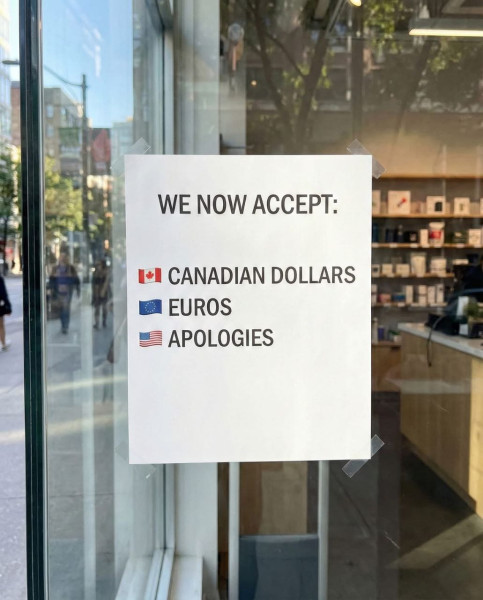 WE NOW ACCEPT:
🇨🇦 CANADIAN DOLLARS
🇪🇺 EUROS
🇺🇸 APOLOGIES